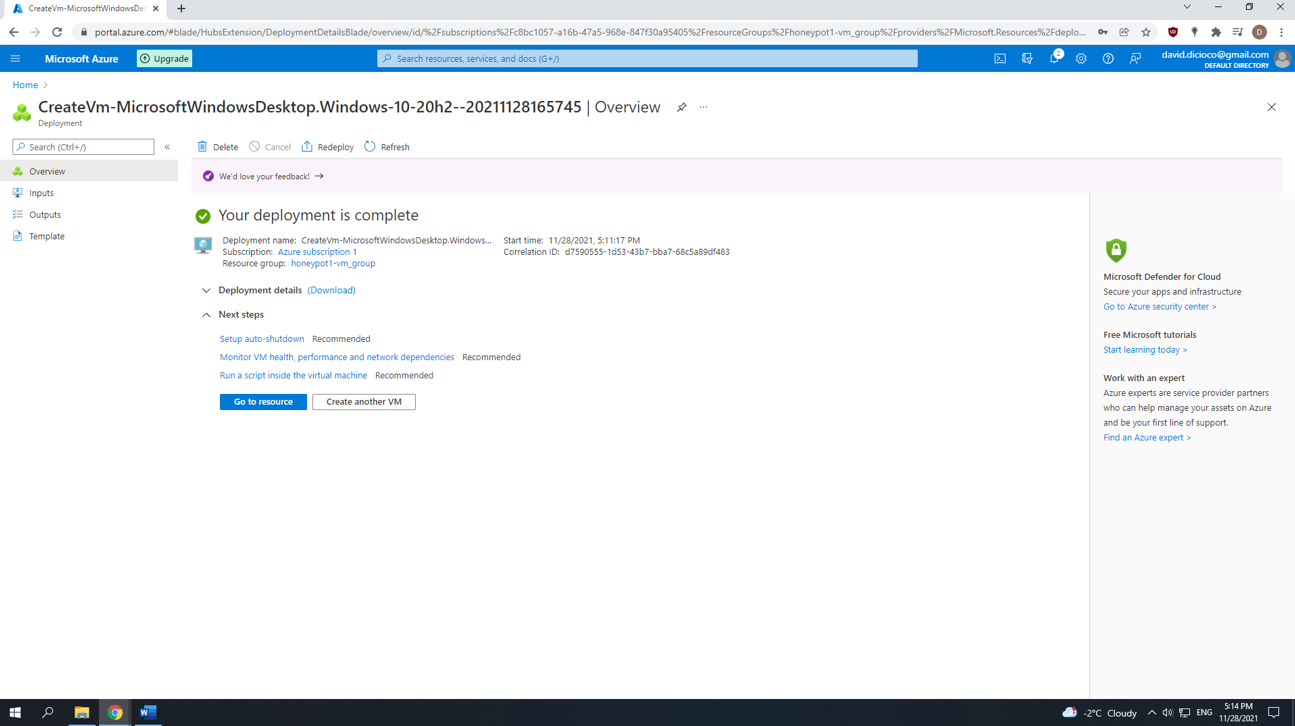 CreateVm-MicrosoftWindowsDes
portal.azure.com/#blade/HubsExtension/DeploymentDetailsBlade/overview/id/%2Fsubscriptions%2Fc8bc1057-a16b-47a5-968e-847f30a95405%2FresourceGroups%2Fhoneypot1-vm_group%2Fproviders%2FMicrosoft.Resources%2Fdeplo...
D
Microsoft Azure
Upgrade
Search resources, services, and docs (G+/)
2
david.dicioco@gmail.com
DEFAULT DIRECTORY
Home
CreateVm-MicrosoftWindowsDesktop.Windows-10-20h2--20211128165745 | Overview
Deployment
Search (Ctrl+/)
Delete
Cancel
Redeploy
Refresh
Overview
Inputs
Outputs
Template
We'd love your feedback!
Your deployment is complete
Deployment name: CreateVm-MicrosoftWindowsDesktop.Windows...
Subscription: Azure subscription 1
Resource group: honeypot1-vm_group
Start time: 11/28/2021, 5:11:17 PM
Correlation ID: d7590555-1d53-43b7-bba7-68c5a89df483
Deployment details (Download)
Next steps
Setup auto-shutdown Recommended
Monitor VM health, performance and network dependencies Recommended
Run a script inside the virtual machine Recommended
Go to resource
Create another VM
Microsoft Defender for Cloud
Secure your apps and infrastructure
Go to Azure security center >
Free Microsoft tutorials
Start learning today >
Work with an expert
Azure experts are service provider partners
who can help manage your assets on Azure
and be your first line of support.
Find an Azure expert >
-2°C Cloudy
ENG
5:14 PM
11/28/2021